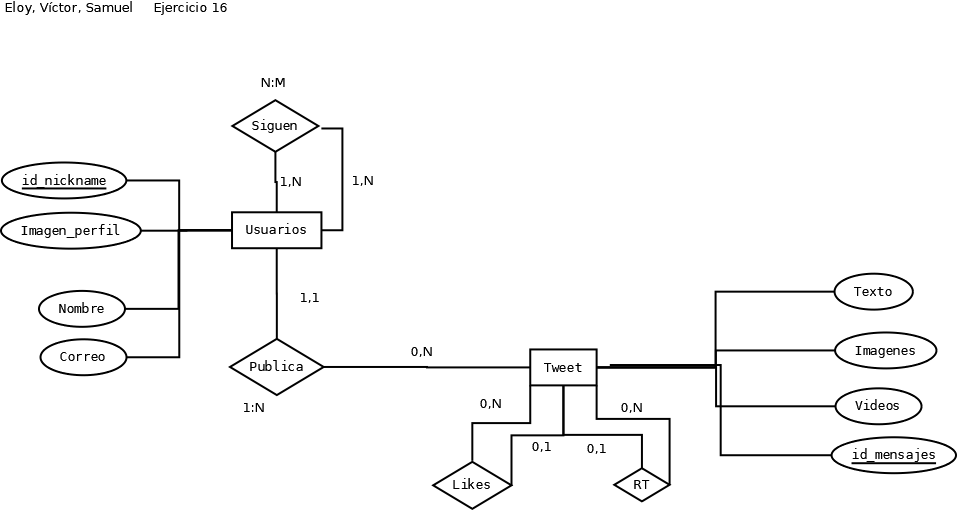 Eloy, Víctor, Samuel Ejercicio 16
N:M
Siguen
1,N
1,N
id_nickname
Imagen_perfil
Usuarios
Nombre
1,1
Correo
Publica
0,N
1:N
Tweet
Texto
Imagenes
Videos
id_mensajes
0,N
0,N
0,1
0,1
Likes
RT